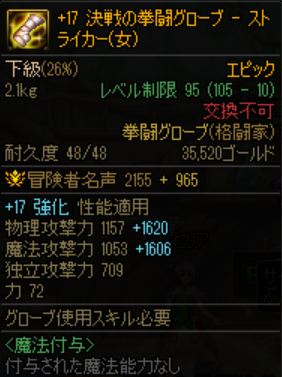 +17 決戦の拳闘グローブ - スト
ライカー(女)
下級(26%) エピック
2.1kg レベル制限 95 (105 - 10)
交換不可
拳闘グローブ(格闘家)
耐久度 48/48 35,520ゴールド
冒険者名声 2155 + 965
+17 強化 性能適用
物理攻撃力 1157 +1620
魔法攻撃力 1053 +1606
独立攻撃力 709
力 72
グローブ使用スキル必要
<魔法付与>
付与された魔法能力なし